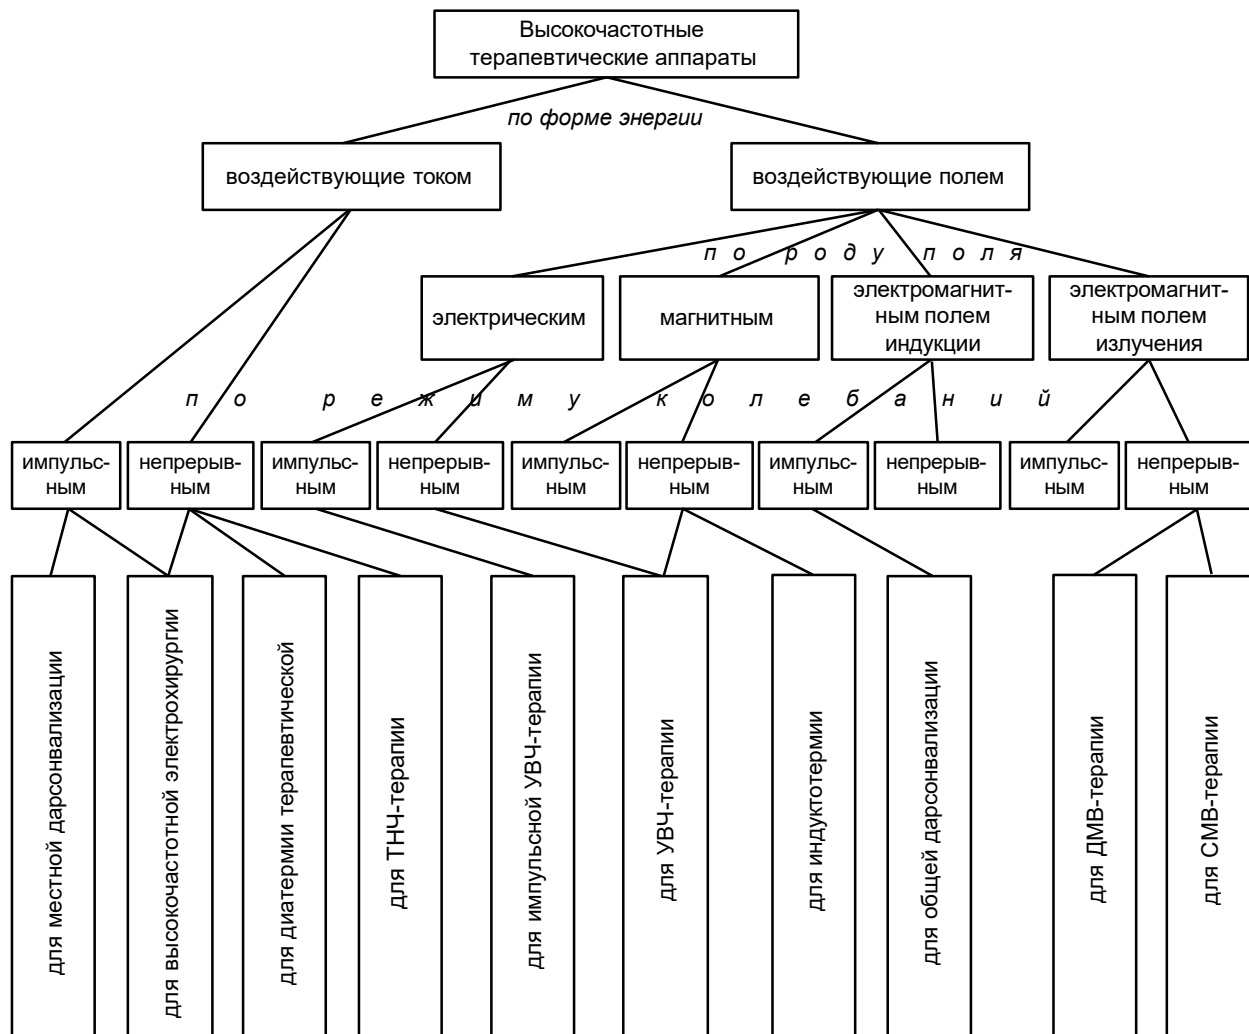 Высокочастотные
терапевтические аппараты
по форме энергии
воздействующие током
воздействующие полем
по роду поля
электрическим
магнитным
электромагнит-
ным полем
индукции
электромагнит-
ным полем
излучения
по режиму колебаний
импульс-
ным
непрерыв-
ным
импульс-
ным
непрерыв-
ным
импульс-
ным
непрерыв-
ным
импульс-
ным
непрерыв-
ным
импульс-
ным
непрерыв-
ным
для местной дарсонвализации
для высокочастотной электрохирургии
для диатермии терапевтической
для ТНЧ-терапии
для импульсной УВЧ-терапии
для УВЧ-терапии
для индуктотермии
для общей дарсонвализации
для ДМВ-терапии
для СМВ-терапии